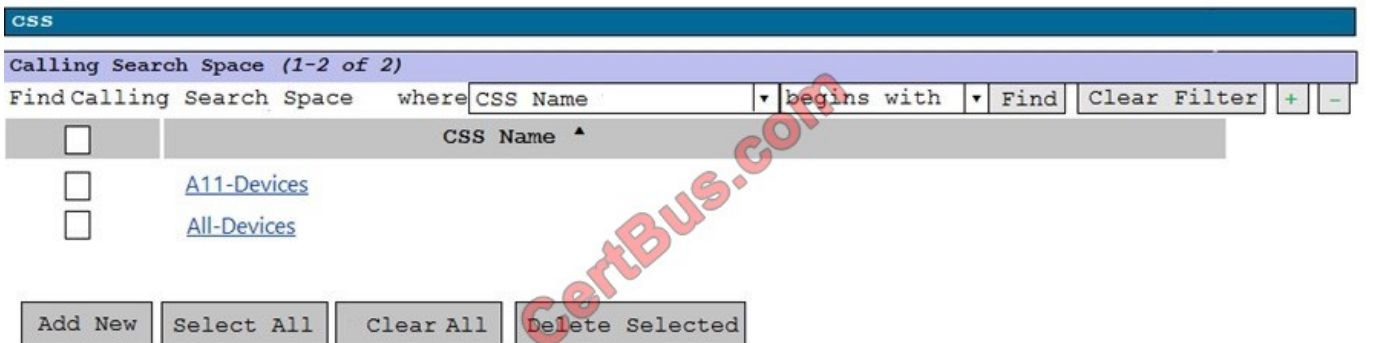 CSS
Calling Search Space (1-2 of 2)
Find Calling Search Space where CSS Name begins with Find Clear Filter + -
CSS Name
A11-Devices
All-Devices
Add New Select All Clear All Delete Selected
CertBus.com